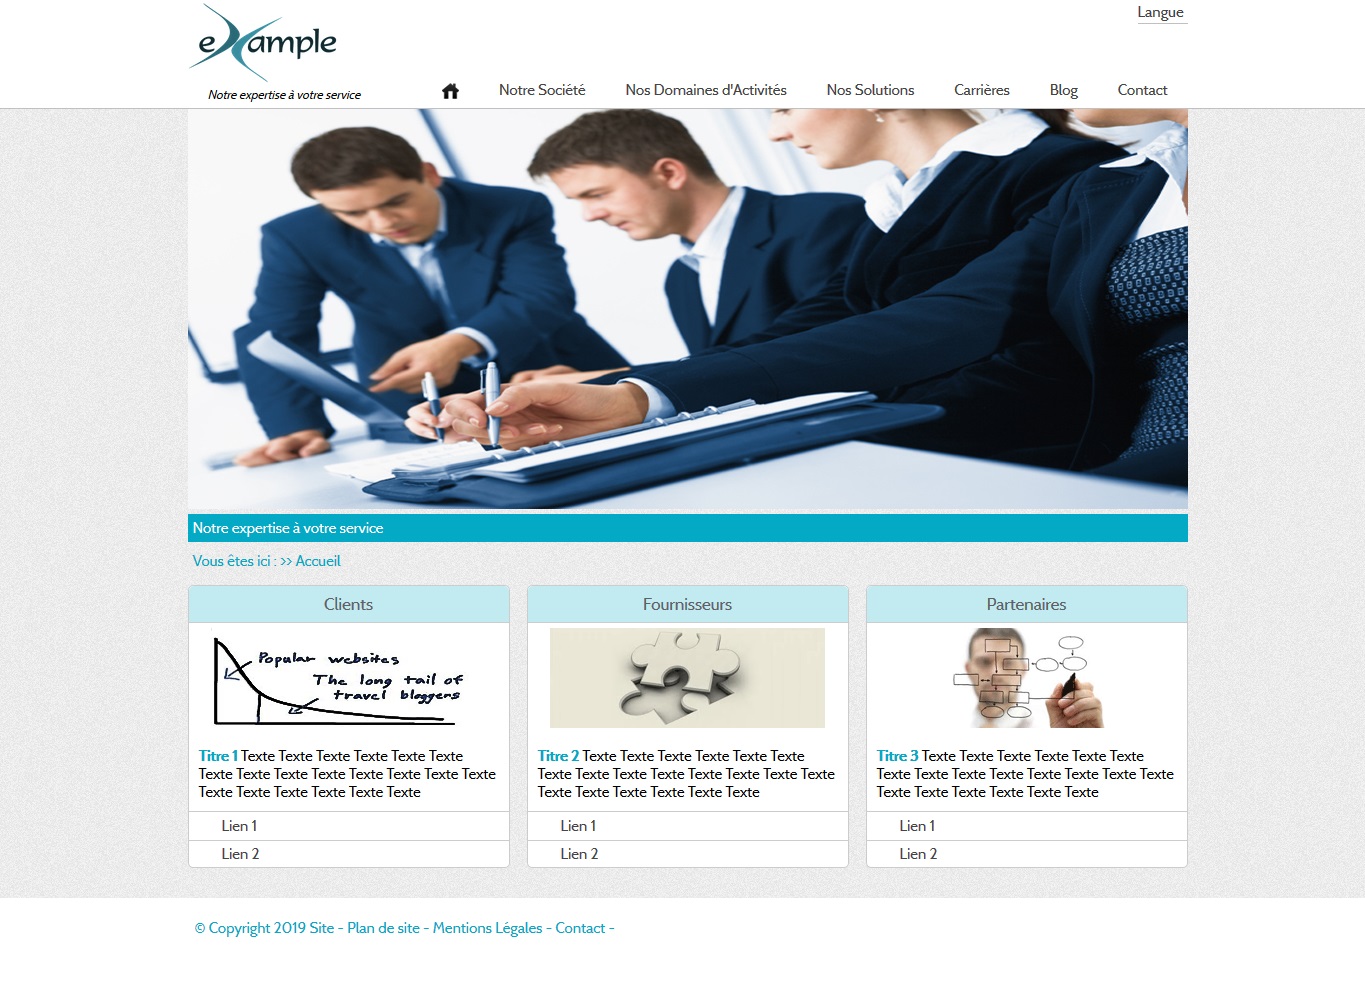 Langue
eXample
Notre expertise à votre service
Notre Société Nos Domaines d'Activités Nos Solutions Carrières Blog Contact
Notre expertise à votre service
Vous êtes ici : >> Accueil
Clients
Popular websites
The long tail of
travel bloggers
Titre 1 Texte Texte Texte Texte Texte Texte
Texte Texte Texte Texte Texte Texte Texte Texte
Texte Texte Texte Texte Texte Texte
Lien 1
Lien 2
Fournisseurs
Titre 2 Texte Texte Texte Texte Texte Texte
Texte Texte Texte Texte Texte Texte Texte Texte
Texte Texte Texte Texte Texte Texte
Lien 1
Lien 2
Partenaires
Titre 3 Texte Texte Texte Texte Texte Texte
Texte Texte Texte Texte Texte Texte Texte Texte
Texte Texte Texte Texte Texte Texte
Lien 1
Lien 2
© Copyright 2019 Site - Plan de site - Mentions Légales - Contact -